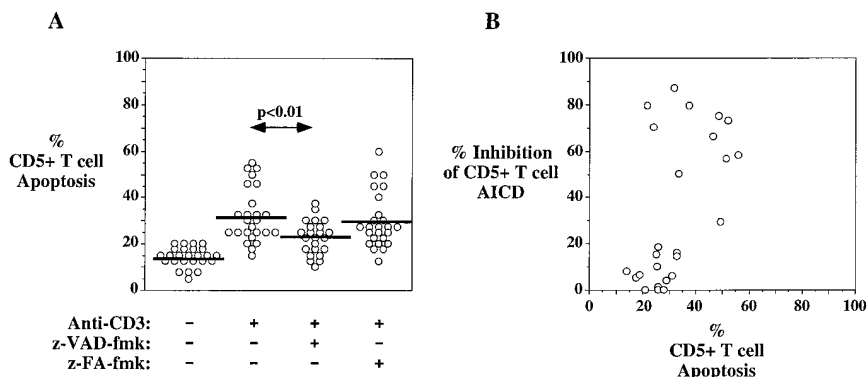 A
100
80
60
40
20
0
%
CD5+ T cell
Apoptosis
p<0.01
Anti-CD3: – + + +
z-VAD-fmk: – – + –
z-FA-fmk: – – – +
B
100
80
60
40
20
0
% Inhibition
of CD5+ T cell
AICD
0 20 40 60 80 100
%
CD5+ T cell
Apoptosis